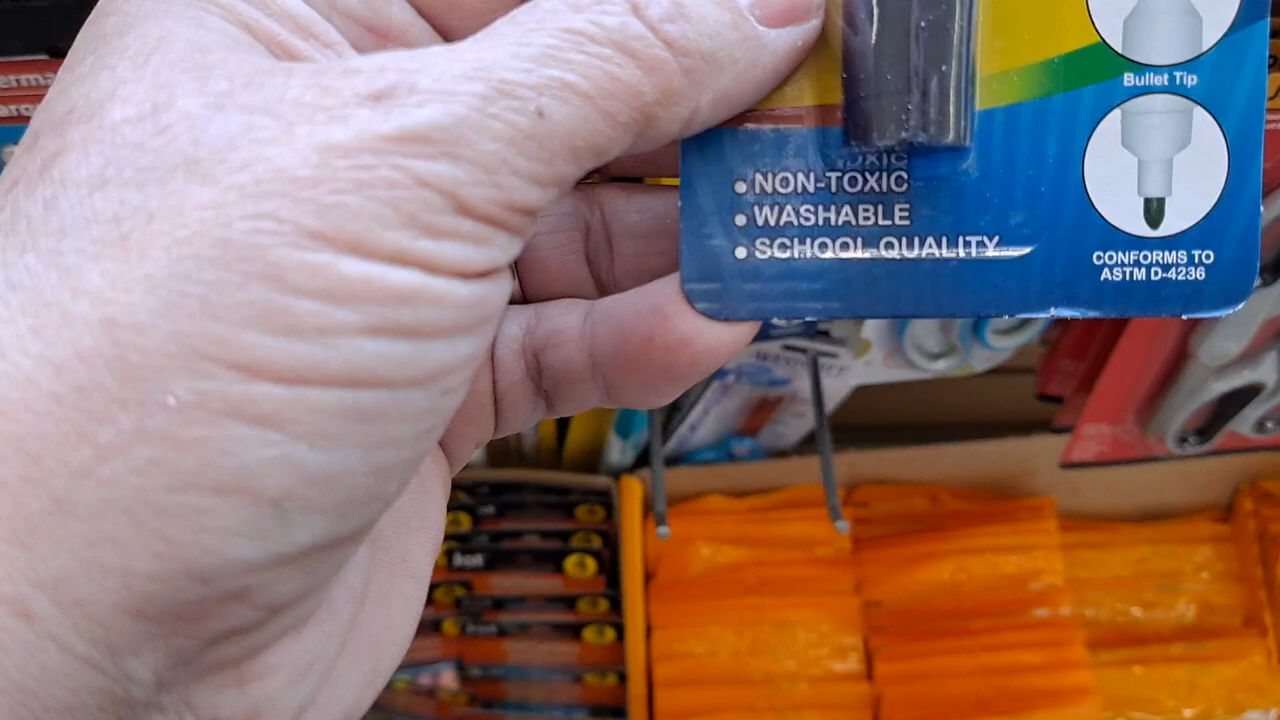 Bullet Tip
• NON-TOXIC
• WASHABLE
• SCHOOL QUALITY
CONFORMS TO
ASTM D-4236